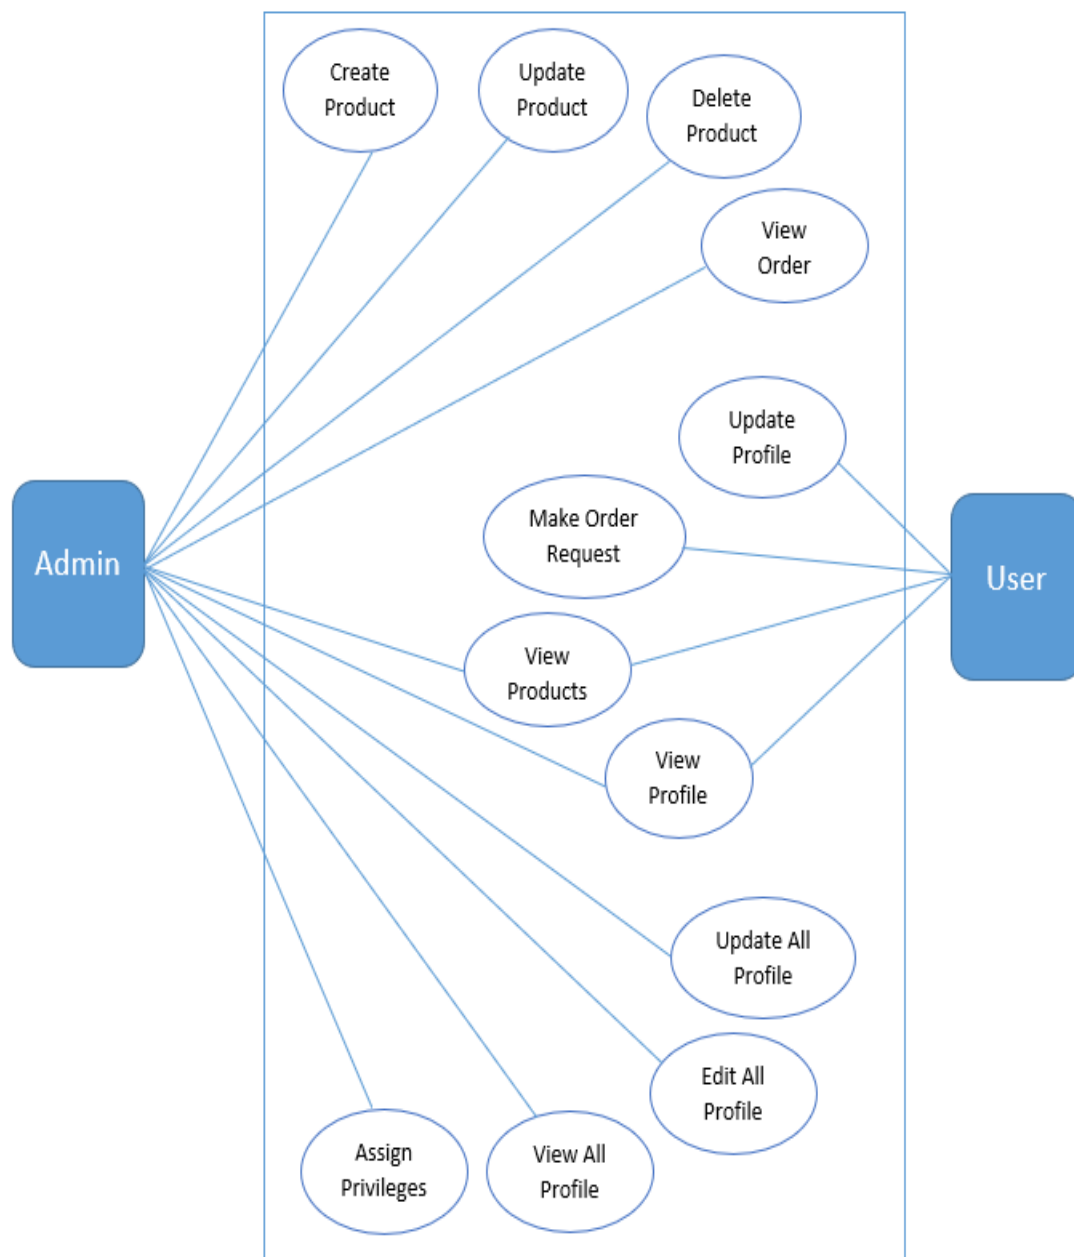 Create
Product
Update
Product
Delete
Product
View
Order
Update
Profile
Make Order
Request
Admin
User
View
Products
View
Profile
Update All
Profile
Edit All
Profile
Assign
Privileges
View All
Profile